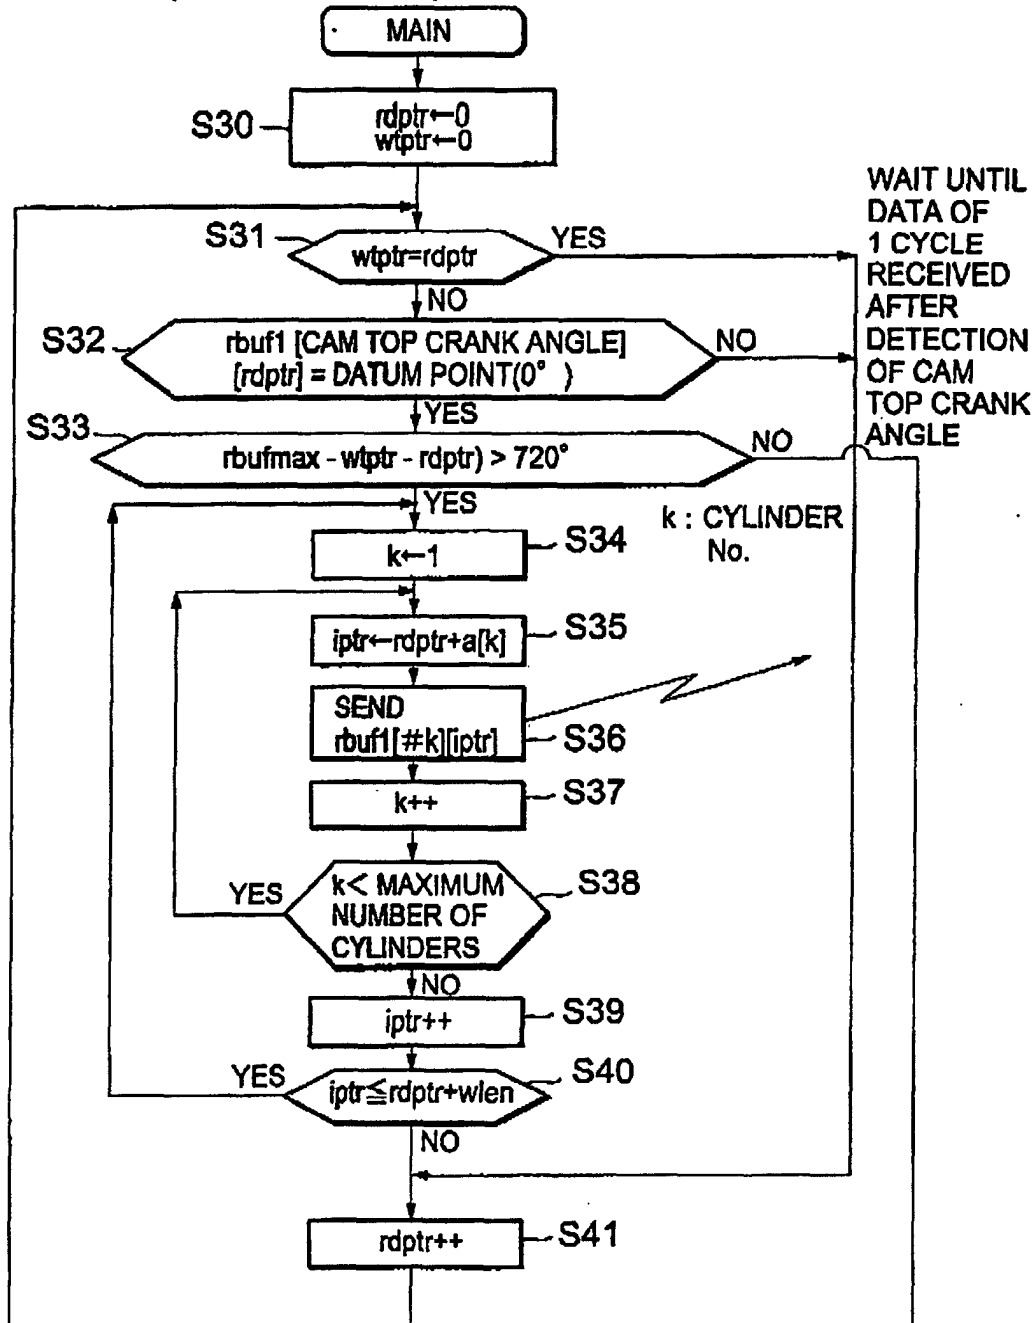 MAIN
S30
rdptr←0
wtptr←0
WAIT UNTIL
DATA OF
1 CYCLE
RECEIVED
AFTER
DETECTION
OF CAM
TOP CRANK
ANGLE
S31
wtptr=rdptr
YES
NO
S32
rbuf1 [CAM TOP CRANK ANGLE]
[rdptr] = DATUM POINT(0° )
NO
YES
S33
rbufmax - wtptr - rdptr) > 720°
NO
YES
k : CYLINDER
No.
k←1
S34
iptr←rdptr+a[k]
S35
SEND
rbuf1[#k][iptr]
S36
k++
S37
YES
k< MAXIMUM
NUMBER OF
CYLINDERS
S38
NO
iptr++
S39
YES
iptr≦rdptr+wlen
S40
NO
rdptr++
S41